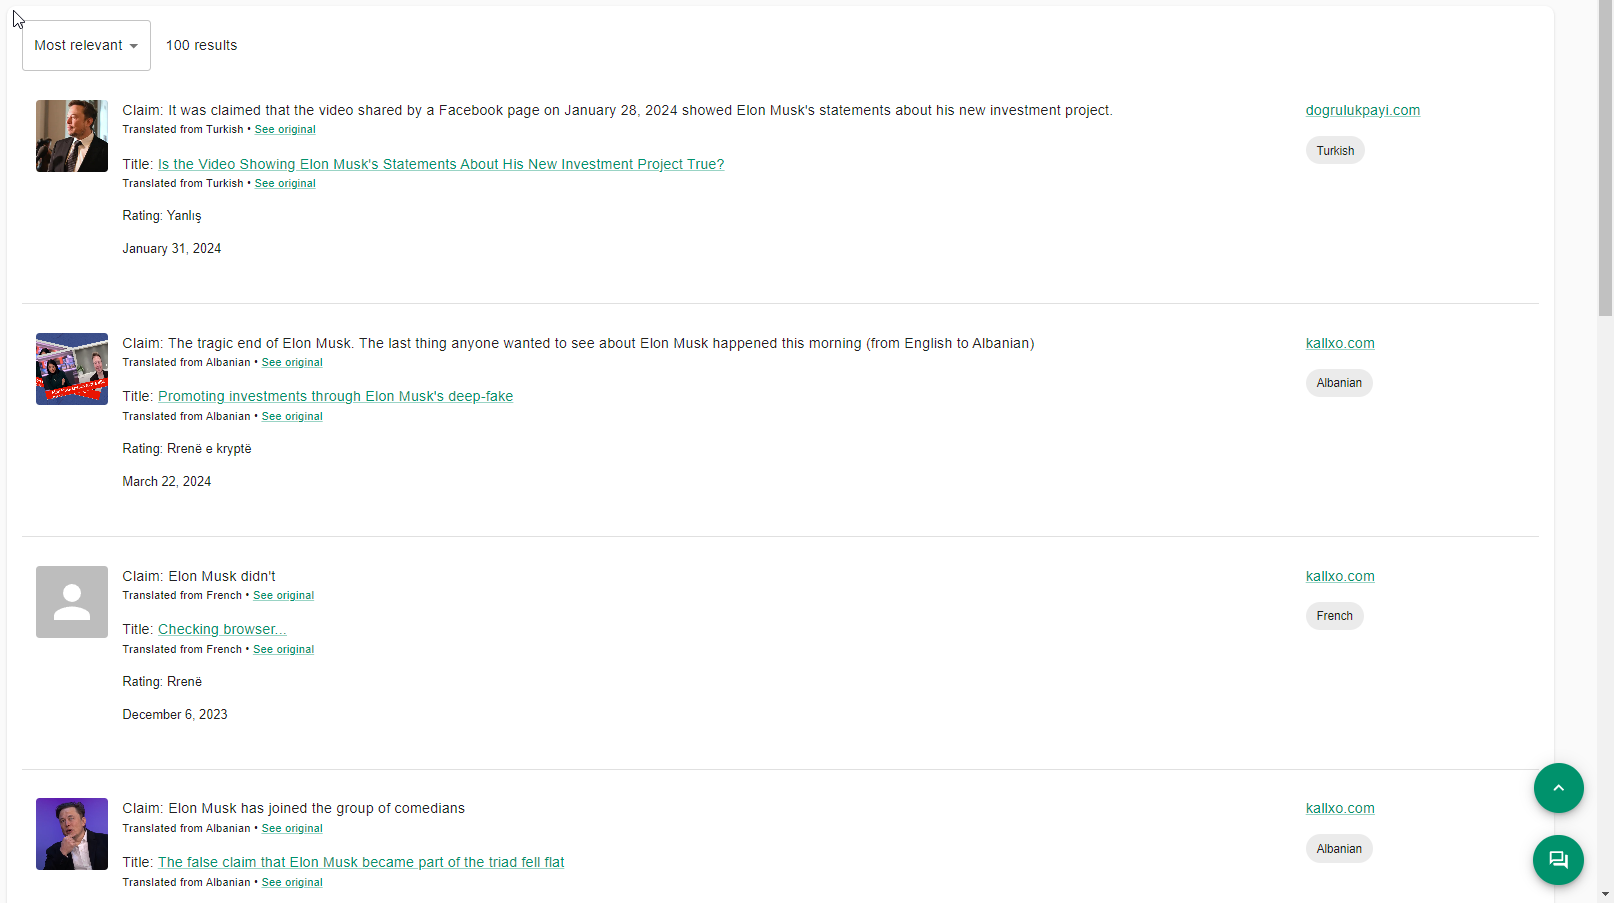 Most relevant
100 results
Claim: It was claimed that the video shared by a Facebook page on January 28, 2024 showed Elon Musk's statements about his new investment project.
dogrulukpayi.com
Translated from Turkish • See original
Turkish
Title: Is the Video Showing Elon Musk's Statements About His New Investment Project True?
Translated from Turkish • See original
Rating: Yanlış
January 31, 2024
Claim: The tragic end of Elon Musk. The last thing anyone wanted to see about Elon Musk happened this morning (from English to Albanian)
kallxo.com
Translated from Albanian • See original
Albanian
Title: Promoting investments through Elon Musk's deep-fake
Translated from Albanian • See original
Rating: Rrenë e kryptë
March 22, 2024
Claim: Elon Musk didn't
kallxo.com
Translated from French • See original
French
Title: Checking browser...
Translated from French • See original
Rating: Rrenë
December 6, 2023
Claim: Elon Musk has joined the group of comedians
kallxo.com
Translated from Albanian • See original
Albanian
Title: The false claim that Elon Musk became part of the triad fell flat
Translated from Albanian • See original